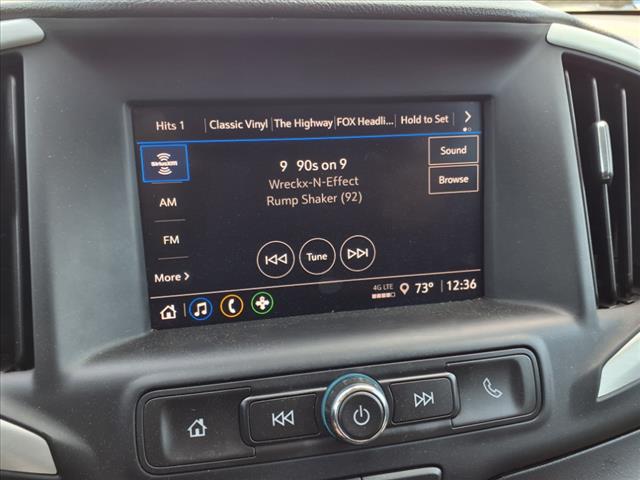 Hits 1 Classic Vinyl The Highway FOX Headli... Hold to Set
SiriusXM
9 90s on 9
Sound
Wreckx-N-Effect
Browse
AM
Rump Shaker (92)
FM
Tune
More
4G LTE 73° 12:36